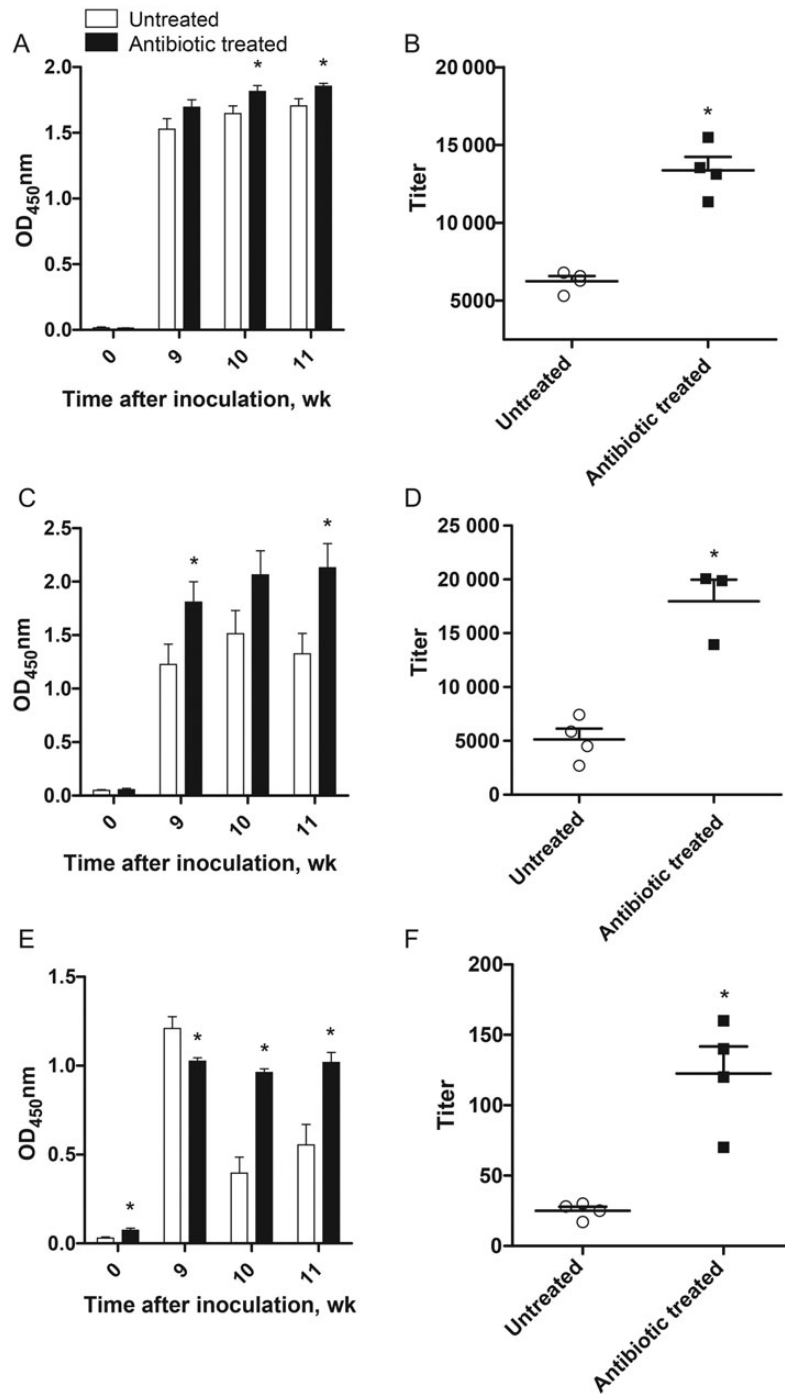 Untreated
Antibiotic treated
A
2.0
1.5
1.0
0.5
0.0
OD450nm
* *
0 9 10 11
Time after inoculation, wk
B
20 000
15 000
10 000
5000
Titer
*
Untreated
Antibiotic treated
C
2.5
2.0
1.5
1.0
0.5
0.0
OD450nm
* *
0 9 10 11
Time after inoculation, wk
D
25 000
20 000
15 000
10 000
5000
0
Titer
*
Untreated
Antibiotic treated
E
1.5
1.0
0.5
0.0
OD450nm
* * * *
0 9 10 11
Time after inoculation, wk
F
200
150
100
50
0
Titer
*
Untreated
Antibiotic treated